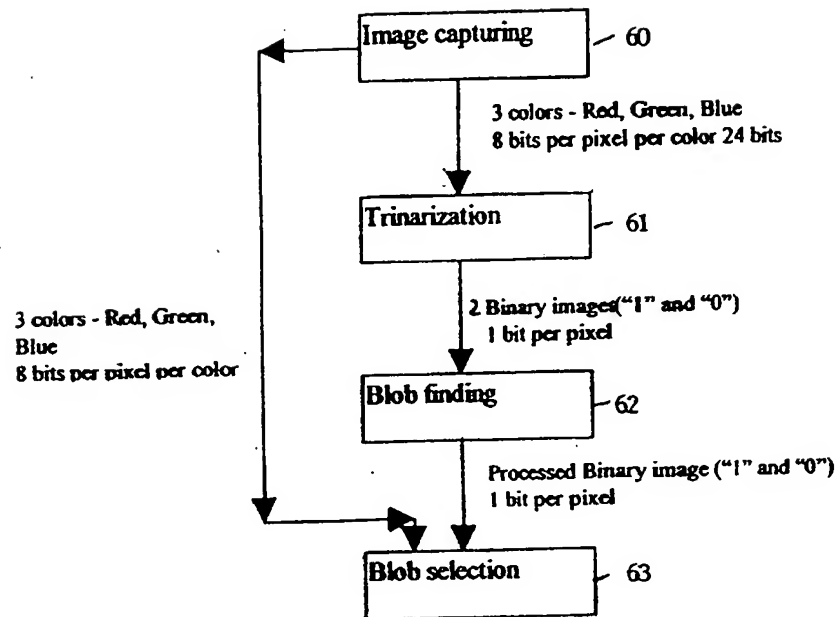 Image capturing
60
3 colors - Red, Green, Blue
8 bits per pixel per color 24 bits
Trinarization
61
2 Binary images("1" and "0")
1 bit per pixel
3 colors - Red, Green,
Blue
8 bits per pixel per color
Blob finding
62
Processed Binary image ("1" and "0")
1 bit per pixel
Blob selection
63